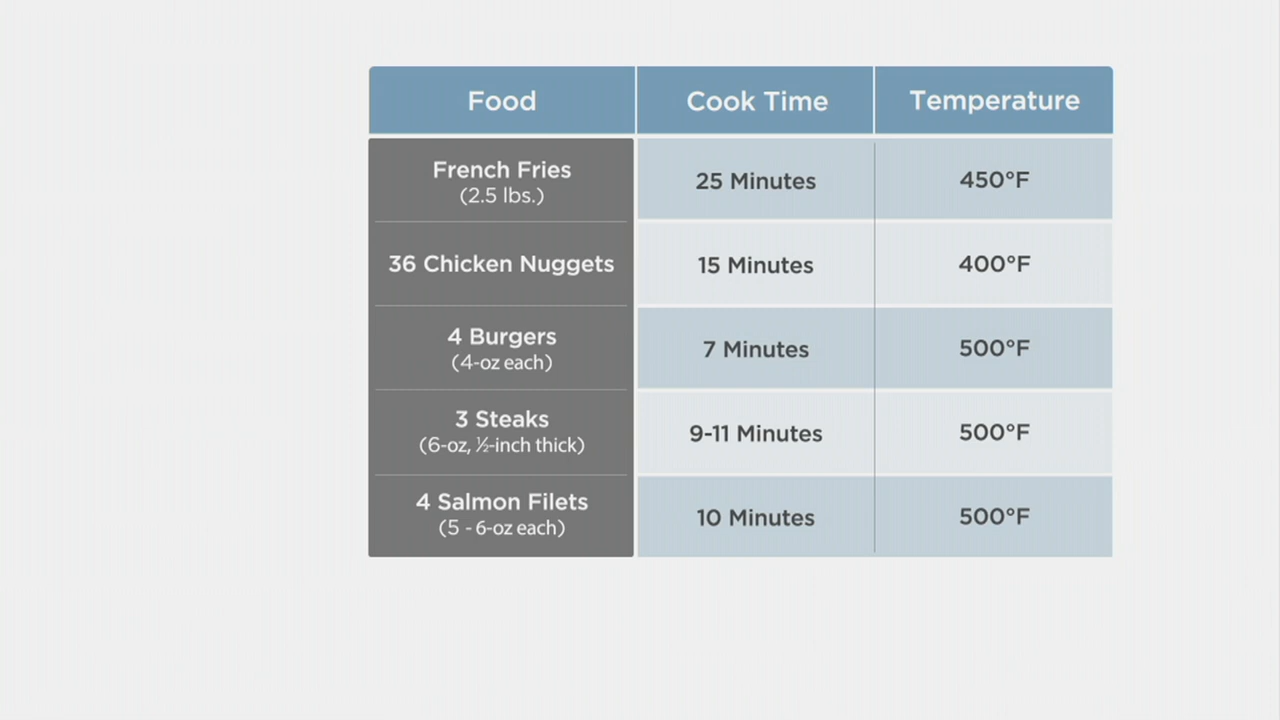 Food
Cook Time
Temperature
French Fries
(2.5 lbs.)
25 Minutes
450°F
36 Chicken Nuggets
15 Minutes
400°F
4 Burgers
(4-oz each)
7 Minutes
500°F
3 Steaks
(6-oz, ½-inch thick)
9-11 Minutes
500°F
4 Salmon Filets
(5 - 6-oz each)
10 Minutes
500°F